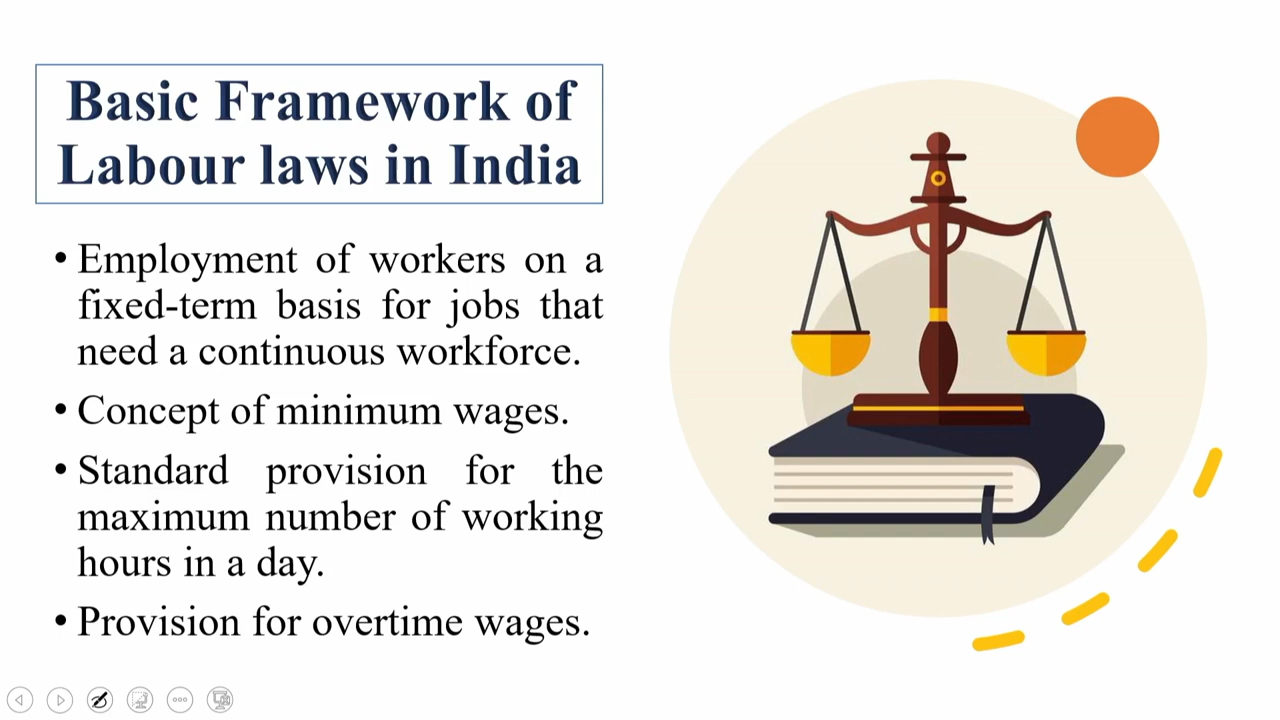 Basic Framework of
Labour laws in India
• Employment of workers on a
fixed-term basis for jobs that
need a continuous workforce.
• Concept of minimum wages.
• Standard provision for the
maximum number of working
hours in a day.
• Provision for overtime wages.